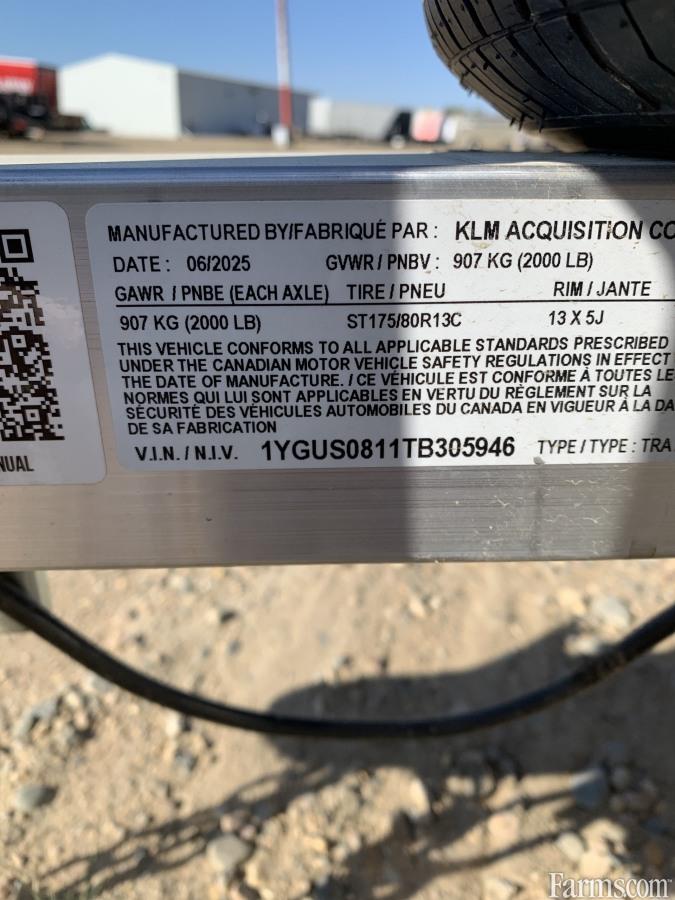 MANUFACTURED BY/FABRIQUÉ PAR : KLM ACQUISITION CO
DATE : 06/2025 GVWR / PNBV : 907 KG (2000 LB)
GAWR / PNBE (EACH AXLE) TIRE / PNEU RIM / JANTE
907 KG (2000 LB) ST175/80R13C 13 X 5J
THIS VEHICLE CONFORMS TO ALL APPLICABLE STANDARDS PRESCRIBED
UNDER THE CANADIAN MOTOR VEHICLE SAFETY REGULATIONS IN EFFECT
THE DATE OF MANUFACTURE. / CE VÉHICULE EST CONFORME À TOUTES LE
NORMES QUI LUI SONT APPLICABLES EN VERTU DU RÈGLEMENT SUR LA
SÉCURITÉ DES VÉHICULES AUTOMOBILES DU CANADA EN VIGUEUR À LA DA
DE SA FABRICATION
V.I.N. / N.I.V. 1YGUS0811TB305946 TYPE / TYPE : TRA
NUAL
Farms.com